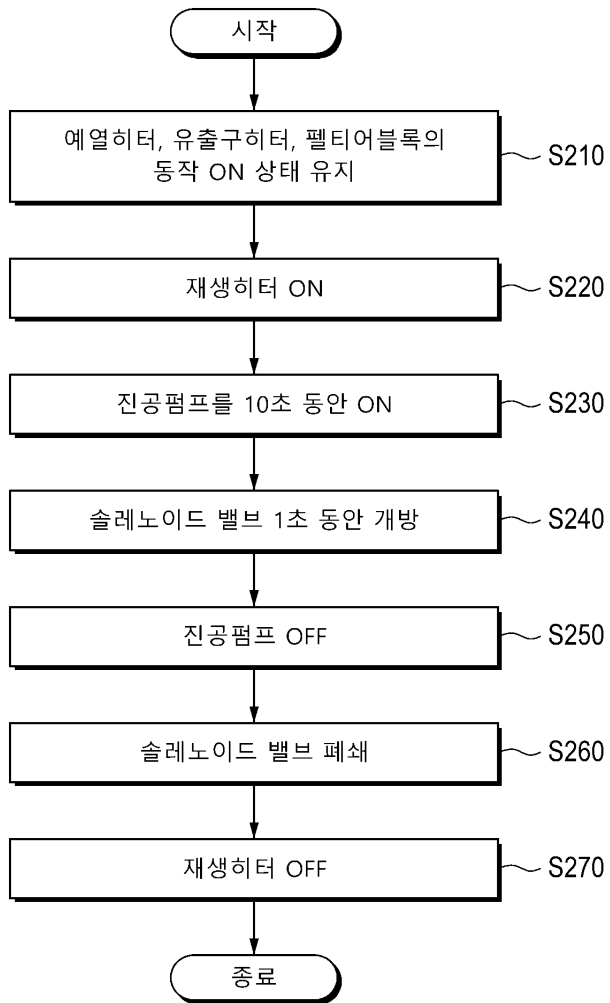 시작
예열히터, 유출구히터, 펠티어블록의
동작 ON 상태 유지
S210
재생히터 ON
S220
진공펌프를 10초 동안 ON
S230
솔레노이드 밸브 1초 동안 개방
S240
진공펌프 OFF
S250
솔레노이드 밸브 폐쇄
S260
재생히터 OFF
S270
종료